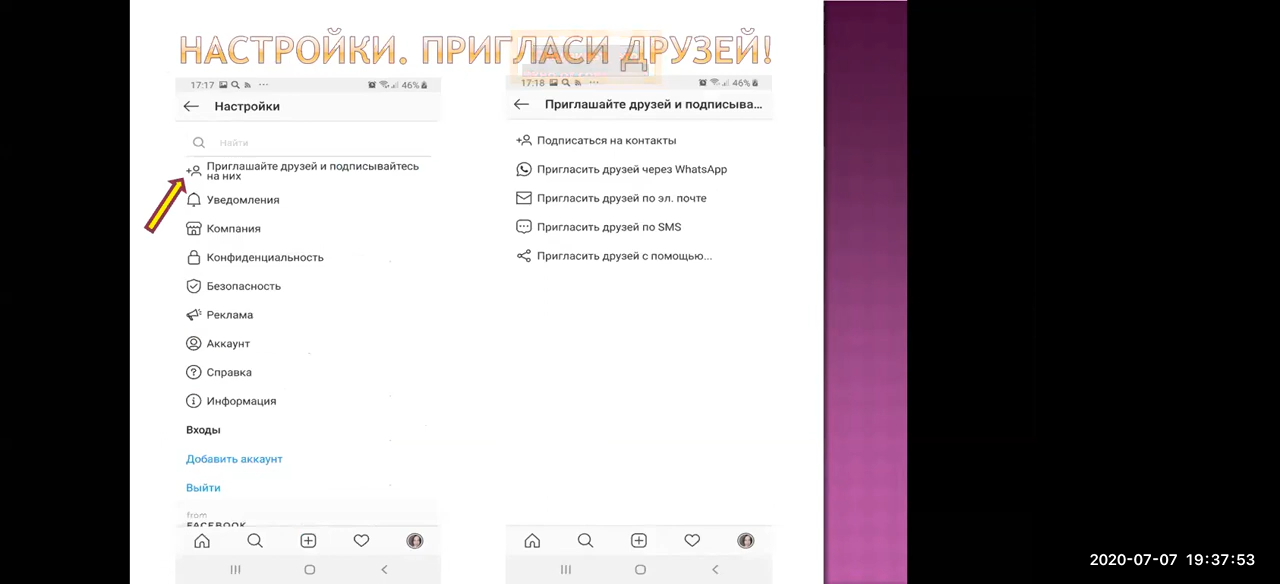 НАСТРОЙКИ. ПРИГЛАСИ ДРУЗЕЙ!
17:17 ... 46%
Настройки
Найти
Приглашайте друзей и подписывайтесь
на них
Уведомления
Компания
Конфиденциальность
Безопасность
Реклама
Аккаунт
Справка
Информация
Входы
Добавить аккаунт
Выйти
from
FACEBOOK
17:18 ... 46%
Приглашайте друзей и подписыва...
Подписаться на контакты
Пригласить друзей через WhatsApp
Пригласить друзей по эл. почте
Пригласить друзей по SMS
Пригласить друзей с помощью...
2020-07-07 19:37:53